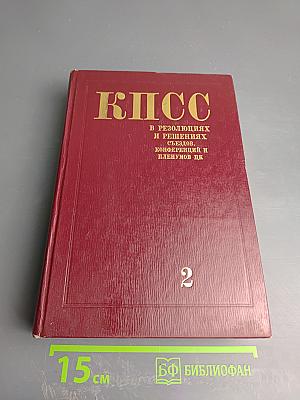 КПСС
В РЕЗОЛЮЦИЯХ
И РЕШЕНИЯХ
СЪЕЗДОВ,
КОНФЕРЕНЦИЙ И
ПЛЕНУМОВ ЦК
2
15 см
БФ БИБЛИОФАН